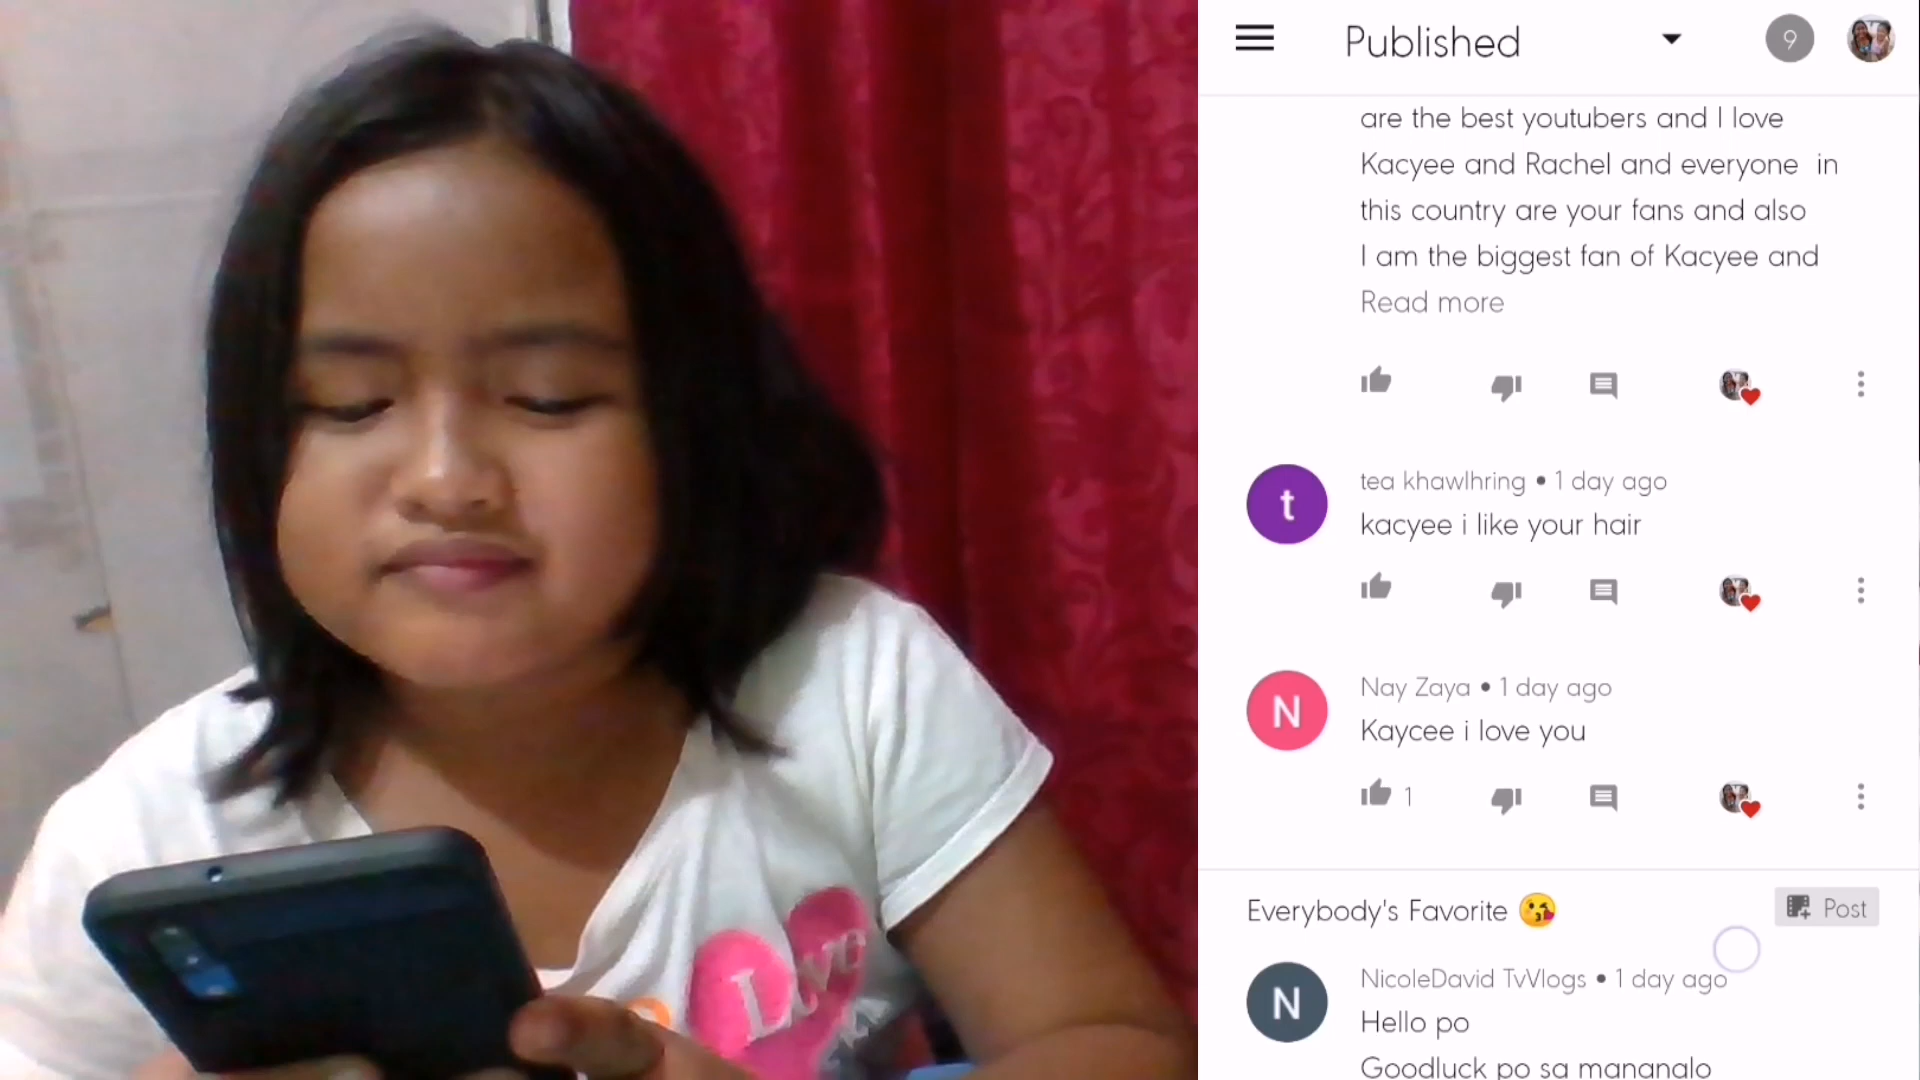 Published
9
are the best youtubers and I love
Kacyee and Rachel and everyone in
this country are your fans and also
I am the biggest fan of Kacyee and
Read more
t
tea khawlhring • 1 day ago
kacyee i like your hair
N
Nay Zaya • 1 day ago
Kaycee i love you
1
Everybody's Favorite 😘
Post
N
NicoleDavid TvVlogs • 1 day ago
Hello po
Goodluck po sa mananalo